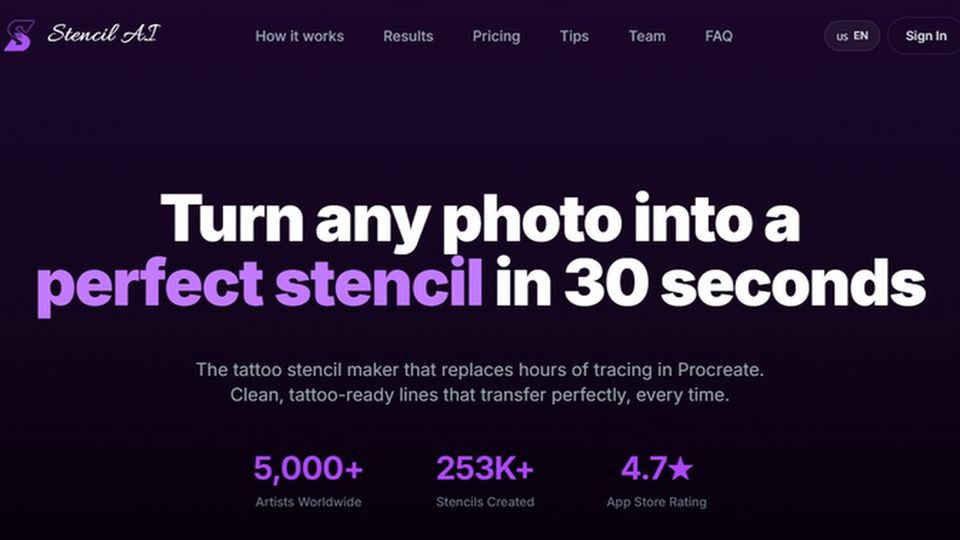 Stencil AI
How it works
Results
Pricing
Tips
Team
FAQ
us EN
Sign In
Turn any photo into a
perfect stencil in 30 seconds
The tattoo stencil maker that replaces hours of tracing in Procreate.
Clean, tattoo-ready lines that transfer perfectly, every time.
5,000+
Artists Worldwide
253K+
Stencils Created
4.7★
App Store Rating